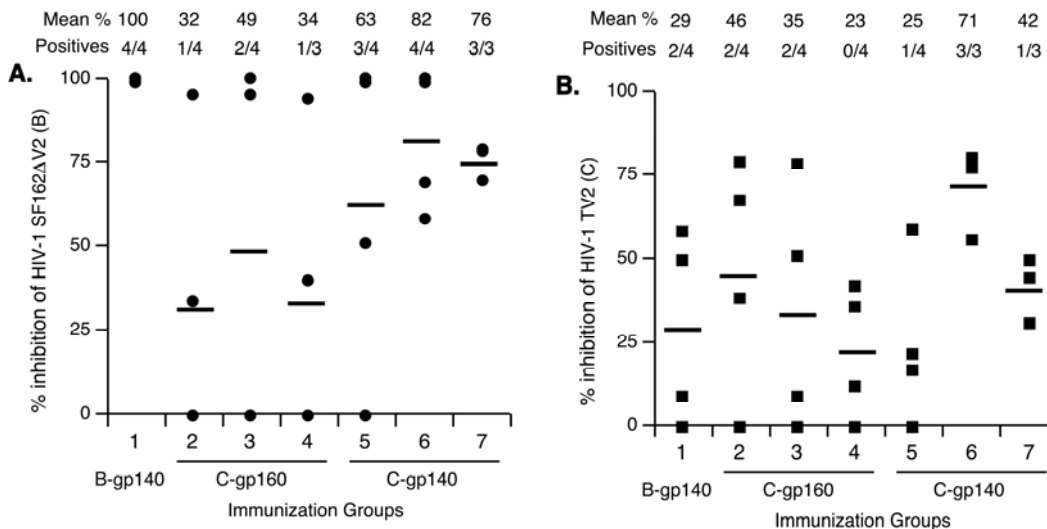 Mean % 100 32 49 34 63 82 76
Positives 4/4 1/4 2/4 1/3 3/4 4/4 3/3
A.
% inhibition of HIV-1 SF162ΔV2 (B)
100
75
50
25
0
1 2 3 4 5 6 7
B-gp140 C-gp160 C-gp140
Immunization Groups
Mean % 29 46 35 23 25 71 42
Positives 2/4 2/4 2/4 0/4 1/4 3/3 1/3
B.
% inhibition of HIV-1 TV2 (C)
100
75
50
25
0
1 2 3 4 5 6 7
B-gp140 C-gp160 C-gp140
Immunization Groups